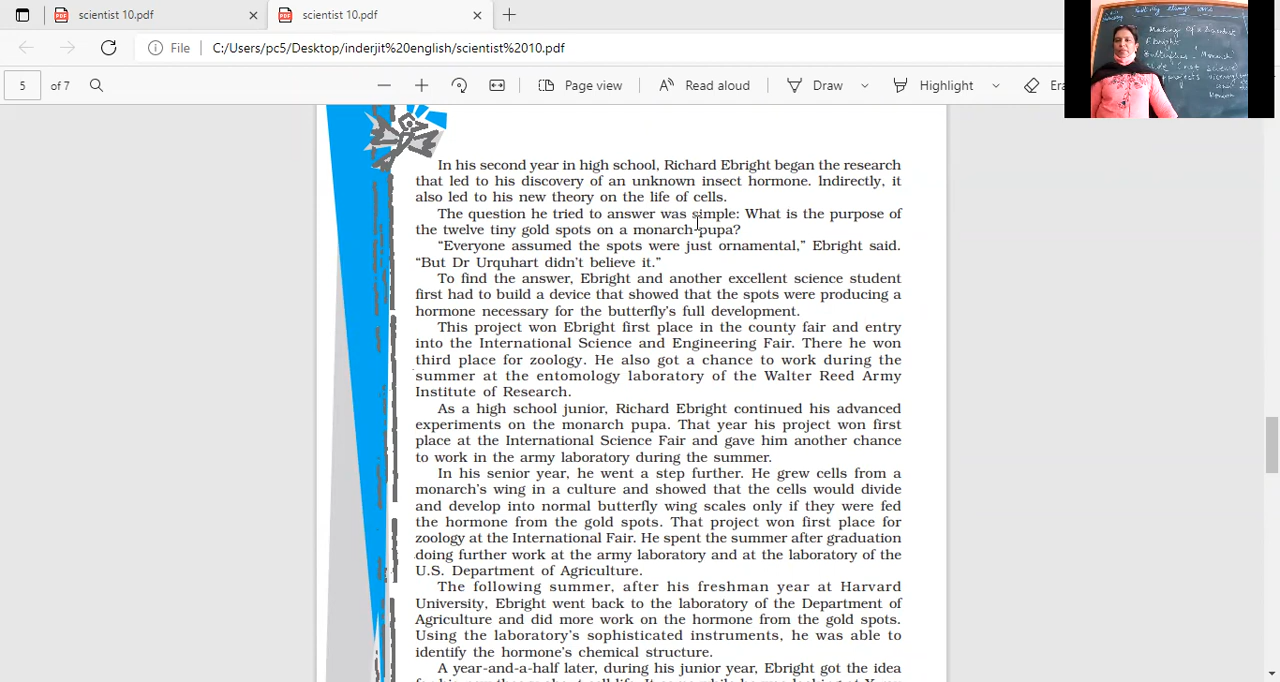 scientist 10.pdf
scientist 10.pdf
File
C:/Users/pc5/Desktop/inderjit%20english/scientist%2010.pdf
5 of 7
Page view
Read aloud
Draw
Highlight
Era
In his second year in high school, Richard Ebright began the research
that led to his discovery of an unknown insect hormone. Indirectly, it
also led to his new theory on the life of cells.
The question he tried to answer was simple: What is the purpose of
the twelve tiny gold spots on a monarch pupa?
“Everyone assumed the spots were just ornamental,” Ebright said.
“But Dr Urquhart didn’t believe it.”
To find the answer, Ebright and another excellent science student
first had to build a device that showed that the spots were producing a
hormone necessary for the butterfly’s full development.
This project won Ebright first place in the county fair and entry
into the International Science and Engineering Fair. There he won
third place for zoology. He also got a chance to work during the
summer at the entomology laboratory of the Walter Reed Army
Institute of Research.
As a high school junior, Richard Ebright continued his advanced
experiments on the monarch pupa. That year his project won first
place at the International Science Fair and gave him another chance
to work in the army laboratory during the summer.
In his senior year, he went a step further. He grew cells from a
monarch’s wing in a culture and showed that the cells would divide
and develop into normal butterfly wing scales only if they were fed
the hormone from the gold spots. That project won first place for
zoology at the International Fair. He spent the summer after graduation
doing further work at the army laboratory and at the laboratory of the
U.S. Department of Agriculture.
The following summer, after his freshman year at Harvard
University, Ebright went back to the laboratory of the Department of
Agriculture and did more work on the hormone from the gold spots.
Using the laboratory’s sophisticated instruments, he was able to
identify the hormone’s chemical structure.
A year-and-a-half later, during his junior year, Ebright got the idea
Making of a Scientist